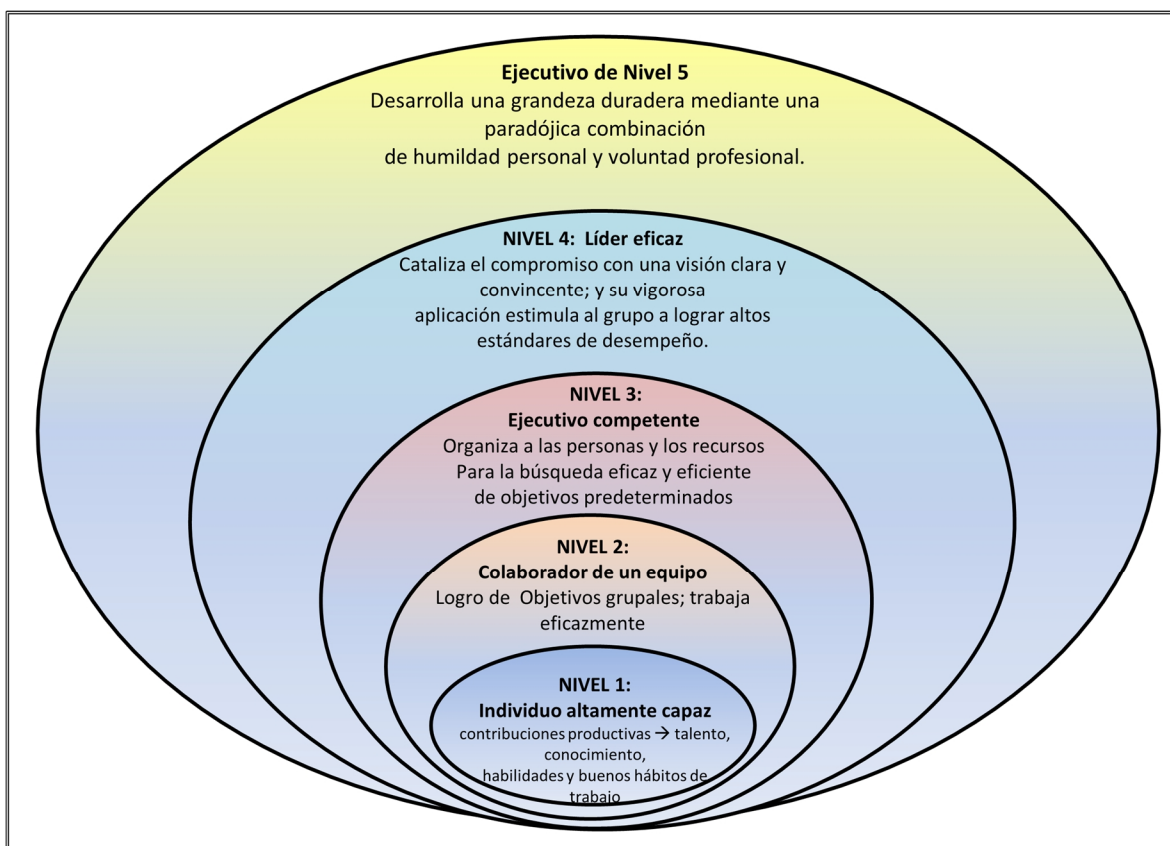 Ejecutivo de Nivel 5
Desarrolla una grandeza duradera mediante una
paradójica combinación
de humildad personal y voluntad profesional.
NIVEL 4:  Líder eficaz
Cataliza el compromiso con una visión clara y
convincente; y su vigorosa
aplicación estimula al grupo a lograr altos
estándares de desempeño.
NIVEL 3:
Ejecutivo competente
Organiza a las personas y los recursos
Para la búsqueda eficaz y eficiente
de objetivos predeterminados
NIVEL 2:
Colaborador de un equipo
Logro de  Objetivos grupales; trabaja
eficazmente
NIVEL 1:
Individuo altamente capaz
contribuciones productivas → talento,
conocimiento,
habilidades y buenos hábitos de
trabajo